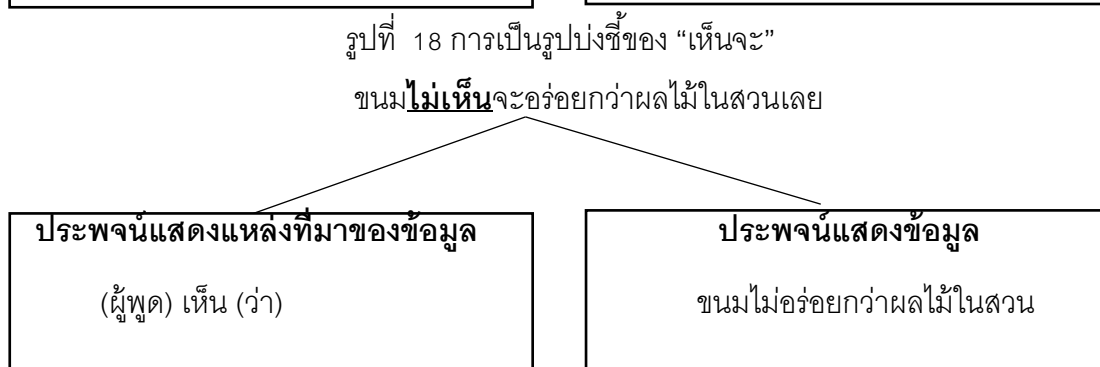 รูปที่ 18 การเป็นรูปบ่งชี้ของ “เห็นจะ”
ขนมไม่เห็นจะอร่อยกว่าผลไม้ในสวนเลย
ประพจน์แสดงแหล่งที่มาของข้อมูล
ประพจน์แสดงข้อมูล
(ผู้พูด) เห็น (ว่า)
ขนมไม่อร่อยกว่าผลไม้ในสวน